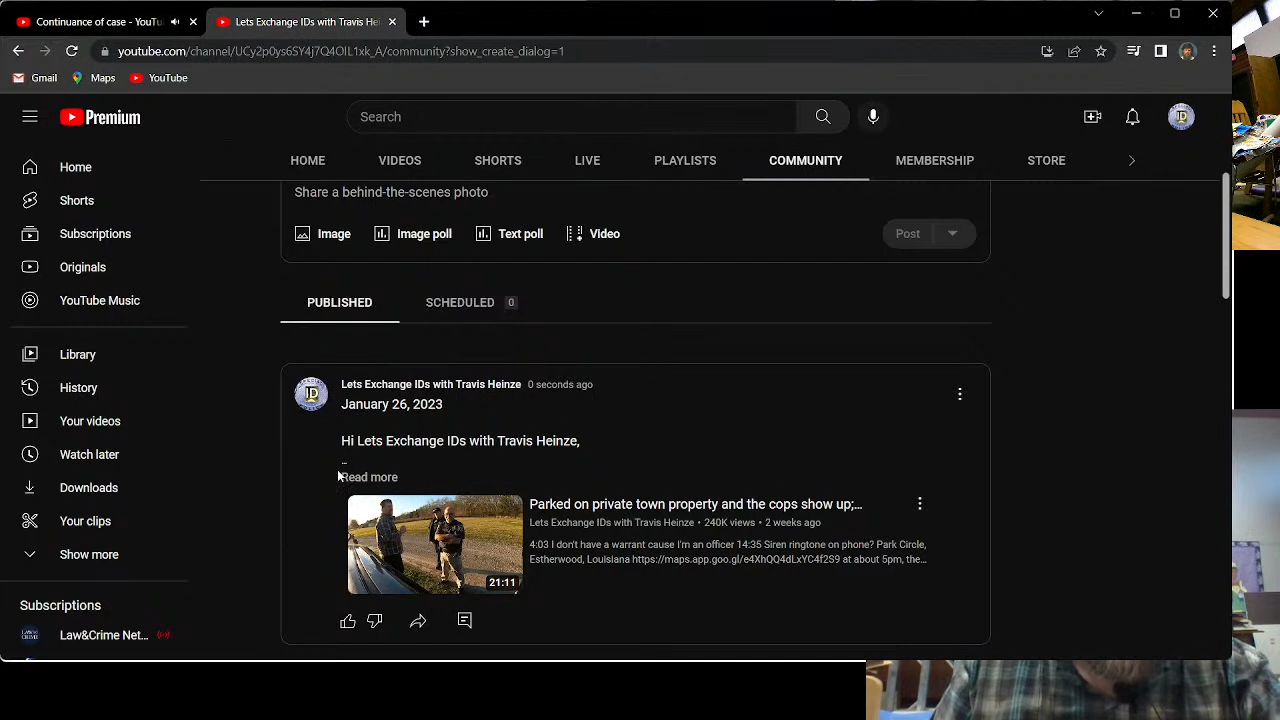 Continuance of case - YouTu
Lets Exchange IDs with Travis Hei
youtube.com/channel/UCy2p0ys6SY4j7Q4OIL1xk_A/community?show_create_dialog=1
Gmail
Maps
YouTube
Premium
Search
HOME
VIDEOS
SHORTS
LIVE
PLAYLISTS
COMMUNITY
MEMBERSHIP
STORE
Home
Shorts
Subscriptions
Originals
YouTube Music
Library
History
Your videos
Watch later
Downloads
Your clips
Show more
Subscriptions
Law&Crime Net...
Share a behind-the-scenes photo
Image
Image poll
Text poll
Video
Post
PUBLISHED
SCHEDULED 0
Lets Exchange IDs with Travis Heinze 0 seconds ago
January 26, 2023
Hi Lets Exchange IDs with Travis Heinze,
..
Read more
Parked on private town property and the cops show up;...
Lets Exchange IDs with Travis Heinze • 240K views • 2 weeks ago
4:03 I don't have a warrant cause I'm an officer 14:35 Siren ringtone on phone? Park Circle,
Estherwood, Louisiana https://maps.app.goo.gl/e4XhQQ4dLxYC4f2S9 at about 5pm, the...
21:11
ID
ID